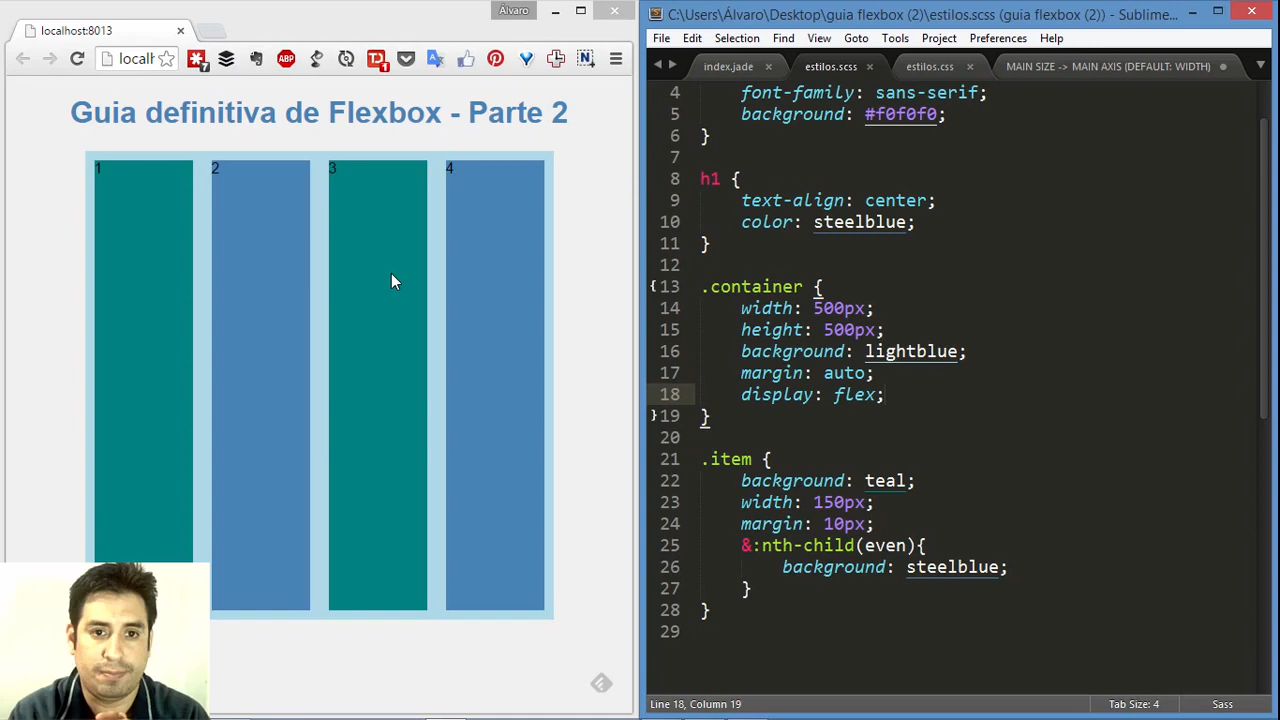 Álvaro
localhost:8013
localh
7
ABP
TD
1
N
Guia definitiva de Flexbox - Parte 2
1
2
3
4
C:\Users\Álvaro\Desktop\guia flexbox (2)\estilos.scss (guia flexbox (2)) - Sublime...
File Edit Selection Find View Goto Tools Project Preferences Help
index.jade estilos.scss estilos.css MAIN SIZE -> MAIN AXIS (DEFAULT: WIDTH)
4 font-family: sans-serif;
5 background: #f0f0f0;
6 }
7
8 h1 {
9 text-align: center;
10 color: steelblue;
11 }
12
13 .container {
14 width: 500px;
15 height: 500px;
16 background: lightblue;
17 margin: auto;
18 display: flex;
19 }
20
21 .item {
22 background: teal;
23 width: 150px;
24 margin: 10px;
25 &:nth-child(even){
26 background: steelblue;
27 }
28 }
29
Line 18, Column 19 Tab Size: 4 Sass